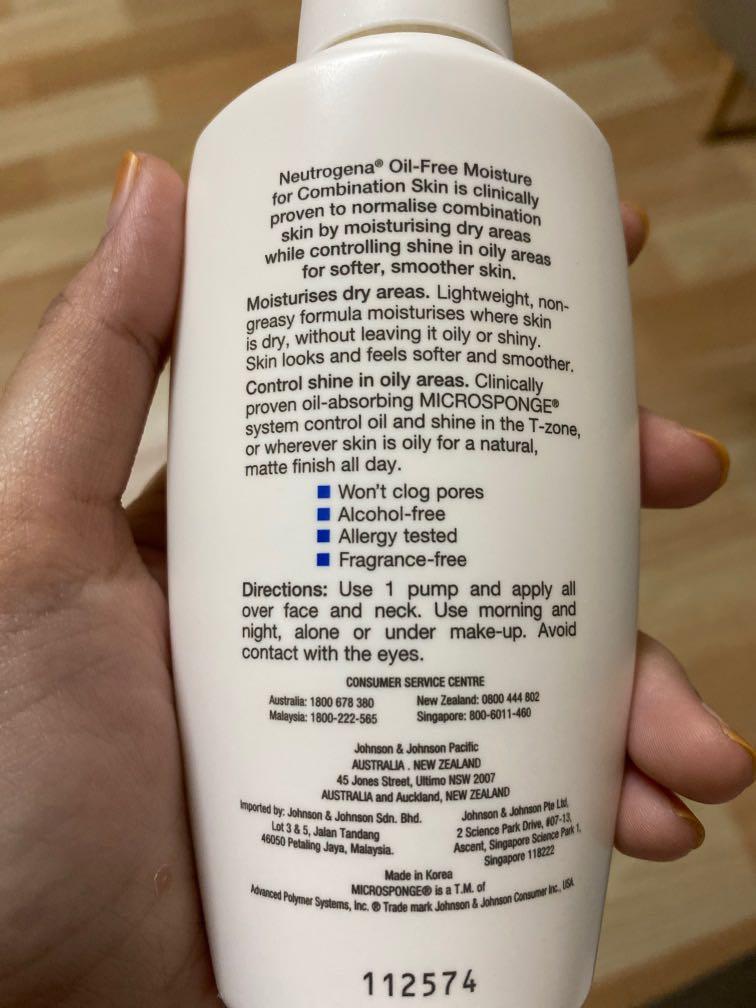 Neutrogena® Oil-Free Moisture
for Combination Skin is clinically
proven to normalise combination
skin by moisturising dry areas
while controlling shine in oily areas
for softer, smoother skin.
Moisturises dry areas. Lightweight, non-
greasy formula moisturises where skin
is dry, without leaving it oily or shiny.
Skin looks and feels softer and smoother.
Control shine in oily areas. Clinically
proven oil-absorbing MICROSPONGE®
system control oil and shine in the T-zone,
or wherever skin is oily for a natural,
matte finish all day.
■ Won't clog pores
■ Alcohol-free
■ Allergy tested
■ Fragrance-free
Directions: Use 1 pump and apply all
over face and neck. Use morning and
night, alone or under make-up. Avoid
contact with the eyes.
CONSUMER SERVICE CENTRE
Australia: 1800 678 380 New Zealand: 0800 444 802
Malaysia: 1800-222-565 Singapore: 800-6011-460
Johnson & Johnson Pacific
AUSTRALIA . NEW ZEALAND
45 Jones Street, Ultimo NSW 2007
AUSTRALIA and Auckland, NEW ZEALAND
Imported by: Johnson & Johnson Sdn. Bhd.
Lot 3 & 5, Jalan Tandang
46050 Petaling Jaya, Malaysia.
Johnson & Johnson Pte Ltd,
2 Science Park Drive, #07-13,
Ascent, Singapore Science Park 1,
Singapore 118222
Made in Korea
MICROSPONGE® is a T.M. of
Advanced Polymer Systems, Inc. ® Trade mark Johnson & Johnson Consumer Inc., USA
112574